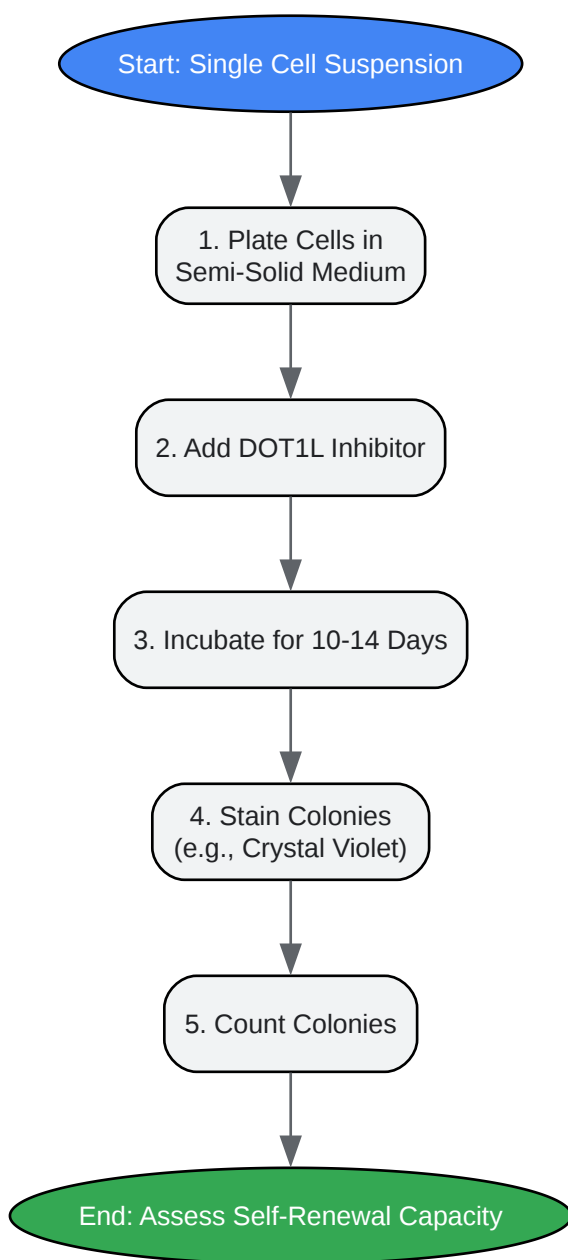 Start: Single Cell Suspension
1. Plate Cells in
Semi-Solid Medium
2. Add DOT1L Inhibitor
3. Incubate for 10-14 Days
4. Stain Colonies
(e.g., Crystal Violet)
5. Count Colonies
End: Assess Self-Renewal Capacity